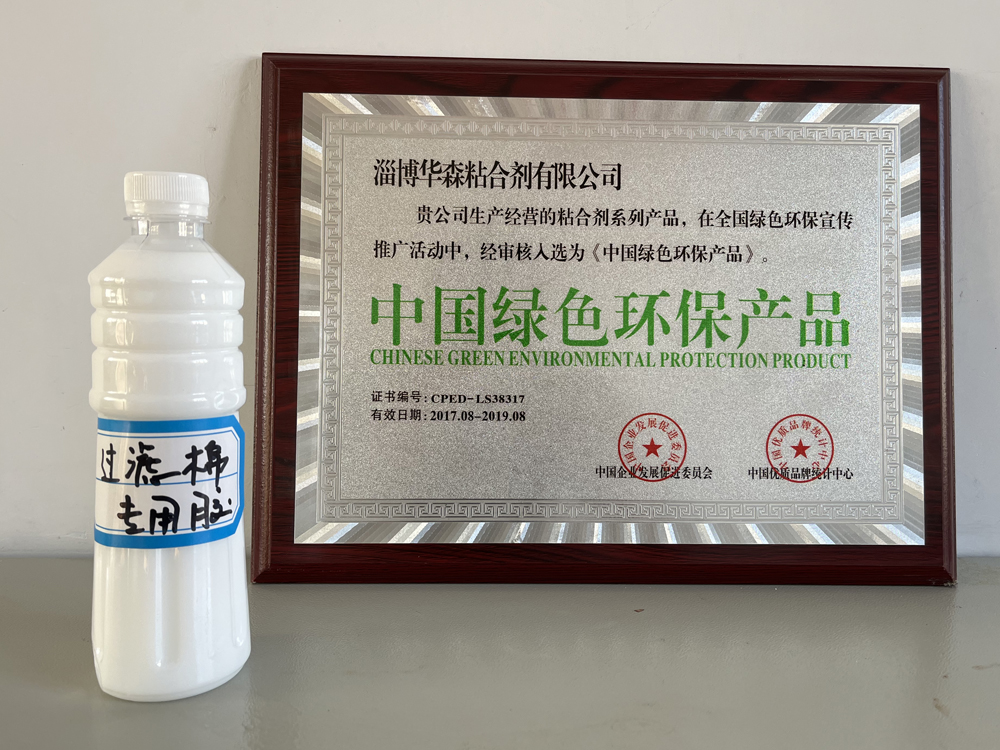 过滤棉
专用胶
淄博华森粘合剂有限公司
贵公司生产经营的粘合剂系列产品，在全国绿色环保宣传
推广活动中，经审核入选为《中国绿色环保产品》。
中国绿色环保产品
CHINESE GREEN ENVIRONMENTAL PROTECTION PRODUCT
证书编号：CPED-LS38317
有效日期：2017.08-2019.08
中国企业发展促进委员会
中国优质品牌统计中心